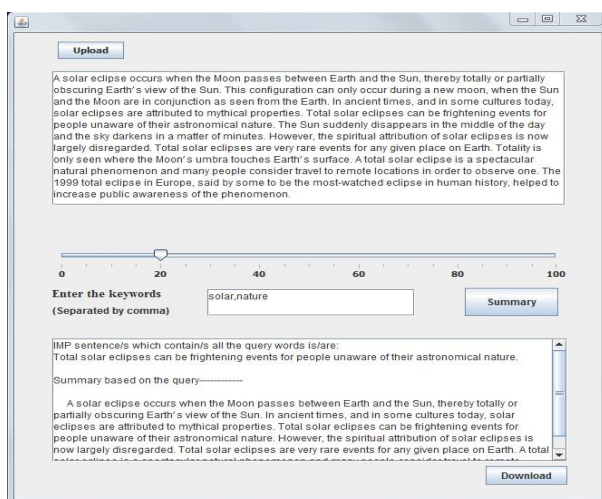 Upload
A solar eclipse occurs when the Moon passes between Earth and the Sun, thereby totally or partially
obscuring Earth's view of the Sun. This configuration can only occur during a new moon, when the Sun
and the Moon are in conjunction as seen from the Earth. In ancient times, and in some cultures today,
solar eclipses are attributed to mythical properties. Total solar eclipses can be frightening events for
people unaware of their astronomical nature. The Sun suddenly disappears in the middle of the day
and the sky darkens in a matter of minutes. However, the spiritual attribution of solar eclipses is now
largely disregarded. Total solar eclipses are very rare events for any given place on Earth. Totality is
only seen where the Moon's umbra touches Earth's surface. A total solar eclipse is a spectacular
natural phenomenon and many people consider travel to remote locations in order to observe one. The
1999 total eclipse in Europe, said by some to be the most-watched eclipse in human history, helped to
increase public awareness of the phenomenon.
0 20 40 60 80 100
Enter the keywords
(Separated by comma)
solar,nature
Summary
IMP sentence/s which contain/s all the query words is/are:
Total solar eclipses can be frightening events for people unaware of their astronomical nature.
Summary based on the query------------
A solar eclipse occurs when the Moon passes between Earth and the Sun, thereby totally or
partially obscuring Earth's view of the Sun. In ancient times, and in some cultures today, solar
eclipses are attributed to mythical properties. Total solar eclipses can be frightening events for
people unaware of their astronomical nature. However, the spiritual attribution of solar eclipses is
now largely disregarded. Total solar eclipses are very rare events for any given place on Earth. A total
solar eclipse is a spectacular natural phenomenon and many people consider travel to remote
Download